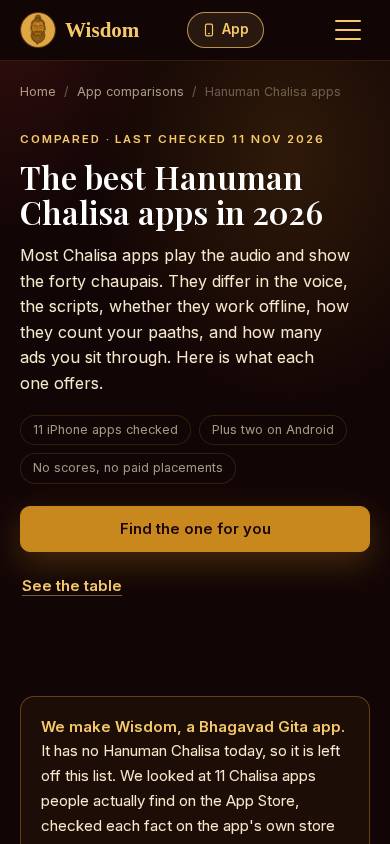 Wisdom
App
Home / App comparisons / Hanuman Chalisa apps
COMPARED · LAST CHECKED 11 NOV 2026
The best Hanuman
Chalisa apps in 2026
Most Chalisa apps play the audio and show
the forty chaupais. They differ in the voice,
the scripts, whether they work offline, how
they count your paaths, and how many
ads you sit through. Here is what each
one offers.
11 iPhone apps checked
Plus two on Android
No scores, no paid placements
Find the one for you
See the table
We make Wisdom, a Bhagavad Gita app.
It has no Hanuman Chalisa today, so it is left
off this list. We looked at 11 Chalisa apps
people actually find on the App Store,
checked each fact on the app's own store